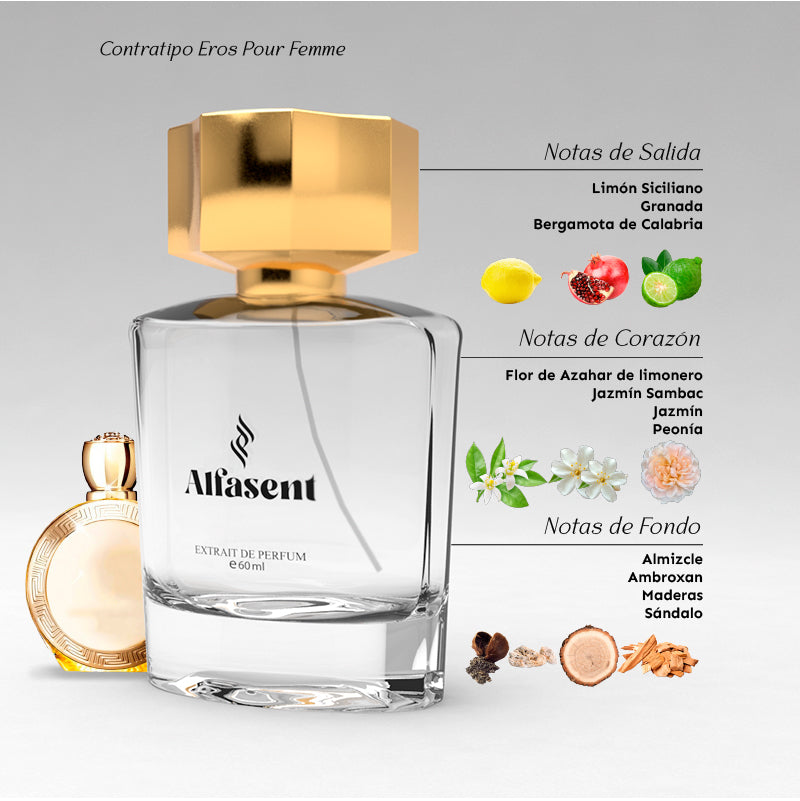 Contratipo Eros Pour Femme
Notas de Salida
Limón Siciliano
Granada
Bergamota de Calabria
Notas de Corazón
Flor de Azahar de limonero
Jazmín Sambac
Jazmín
Peonía
Alfasent
EXTRAIT DE PERFUM
e60ml
Notas de Fondo
Almizcle
Ambroxan
Maderas
Sándalo